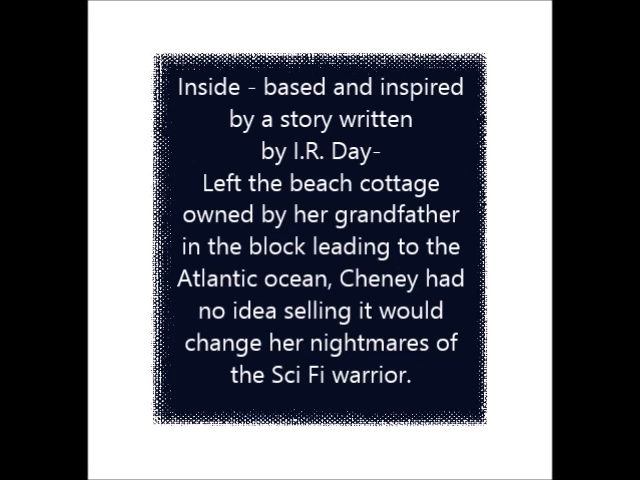 Inside - based and inspired
by a story written
by I.R. Day-
Left the beach cottage
owned by her grandfather
in the block leading to the
Atlantic ocean, Cheney had
no idea selling it would
change her nightmares of
the Sci Fi warrior.